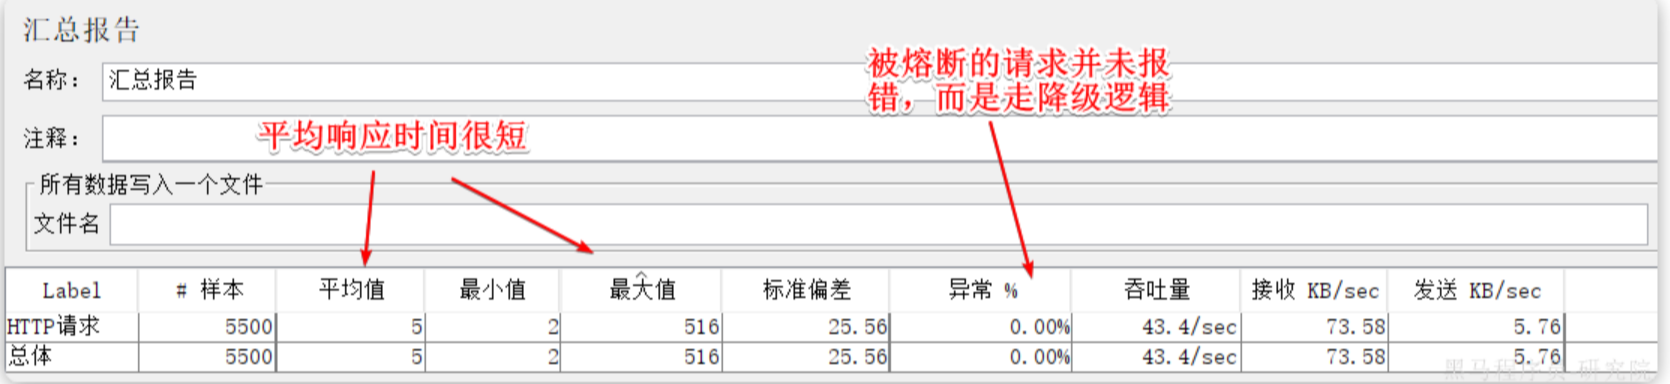 汇总报告
被熔断的请求并未报
错，而是走降级逻辑
名称： 汇总报告
注释：
平均响应时间很短
所有数据写入一个文件
文件名
Label # 样本 平均值 最小值 最大值 标准偏差 异常 % 吞吐量 接收 KB/sec 发送 KB/sec
HTTP请求 5500 5 2 516 25.56 0.00% 43.4/sec 73.58 5.76
总体 5500 5 2 516 25.56 0.00% 43.4/sec 73.58 5.76
黑马程序员-研究院